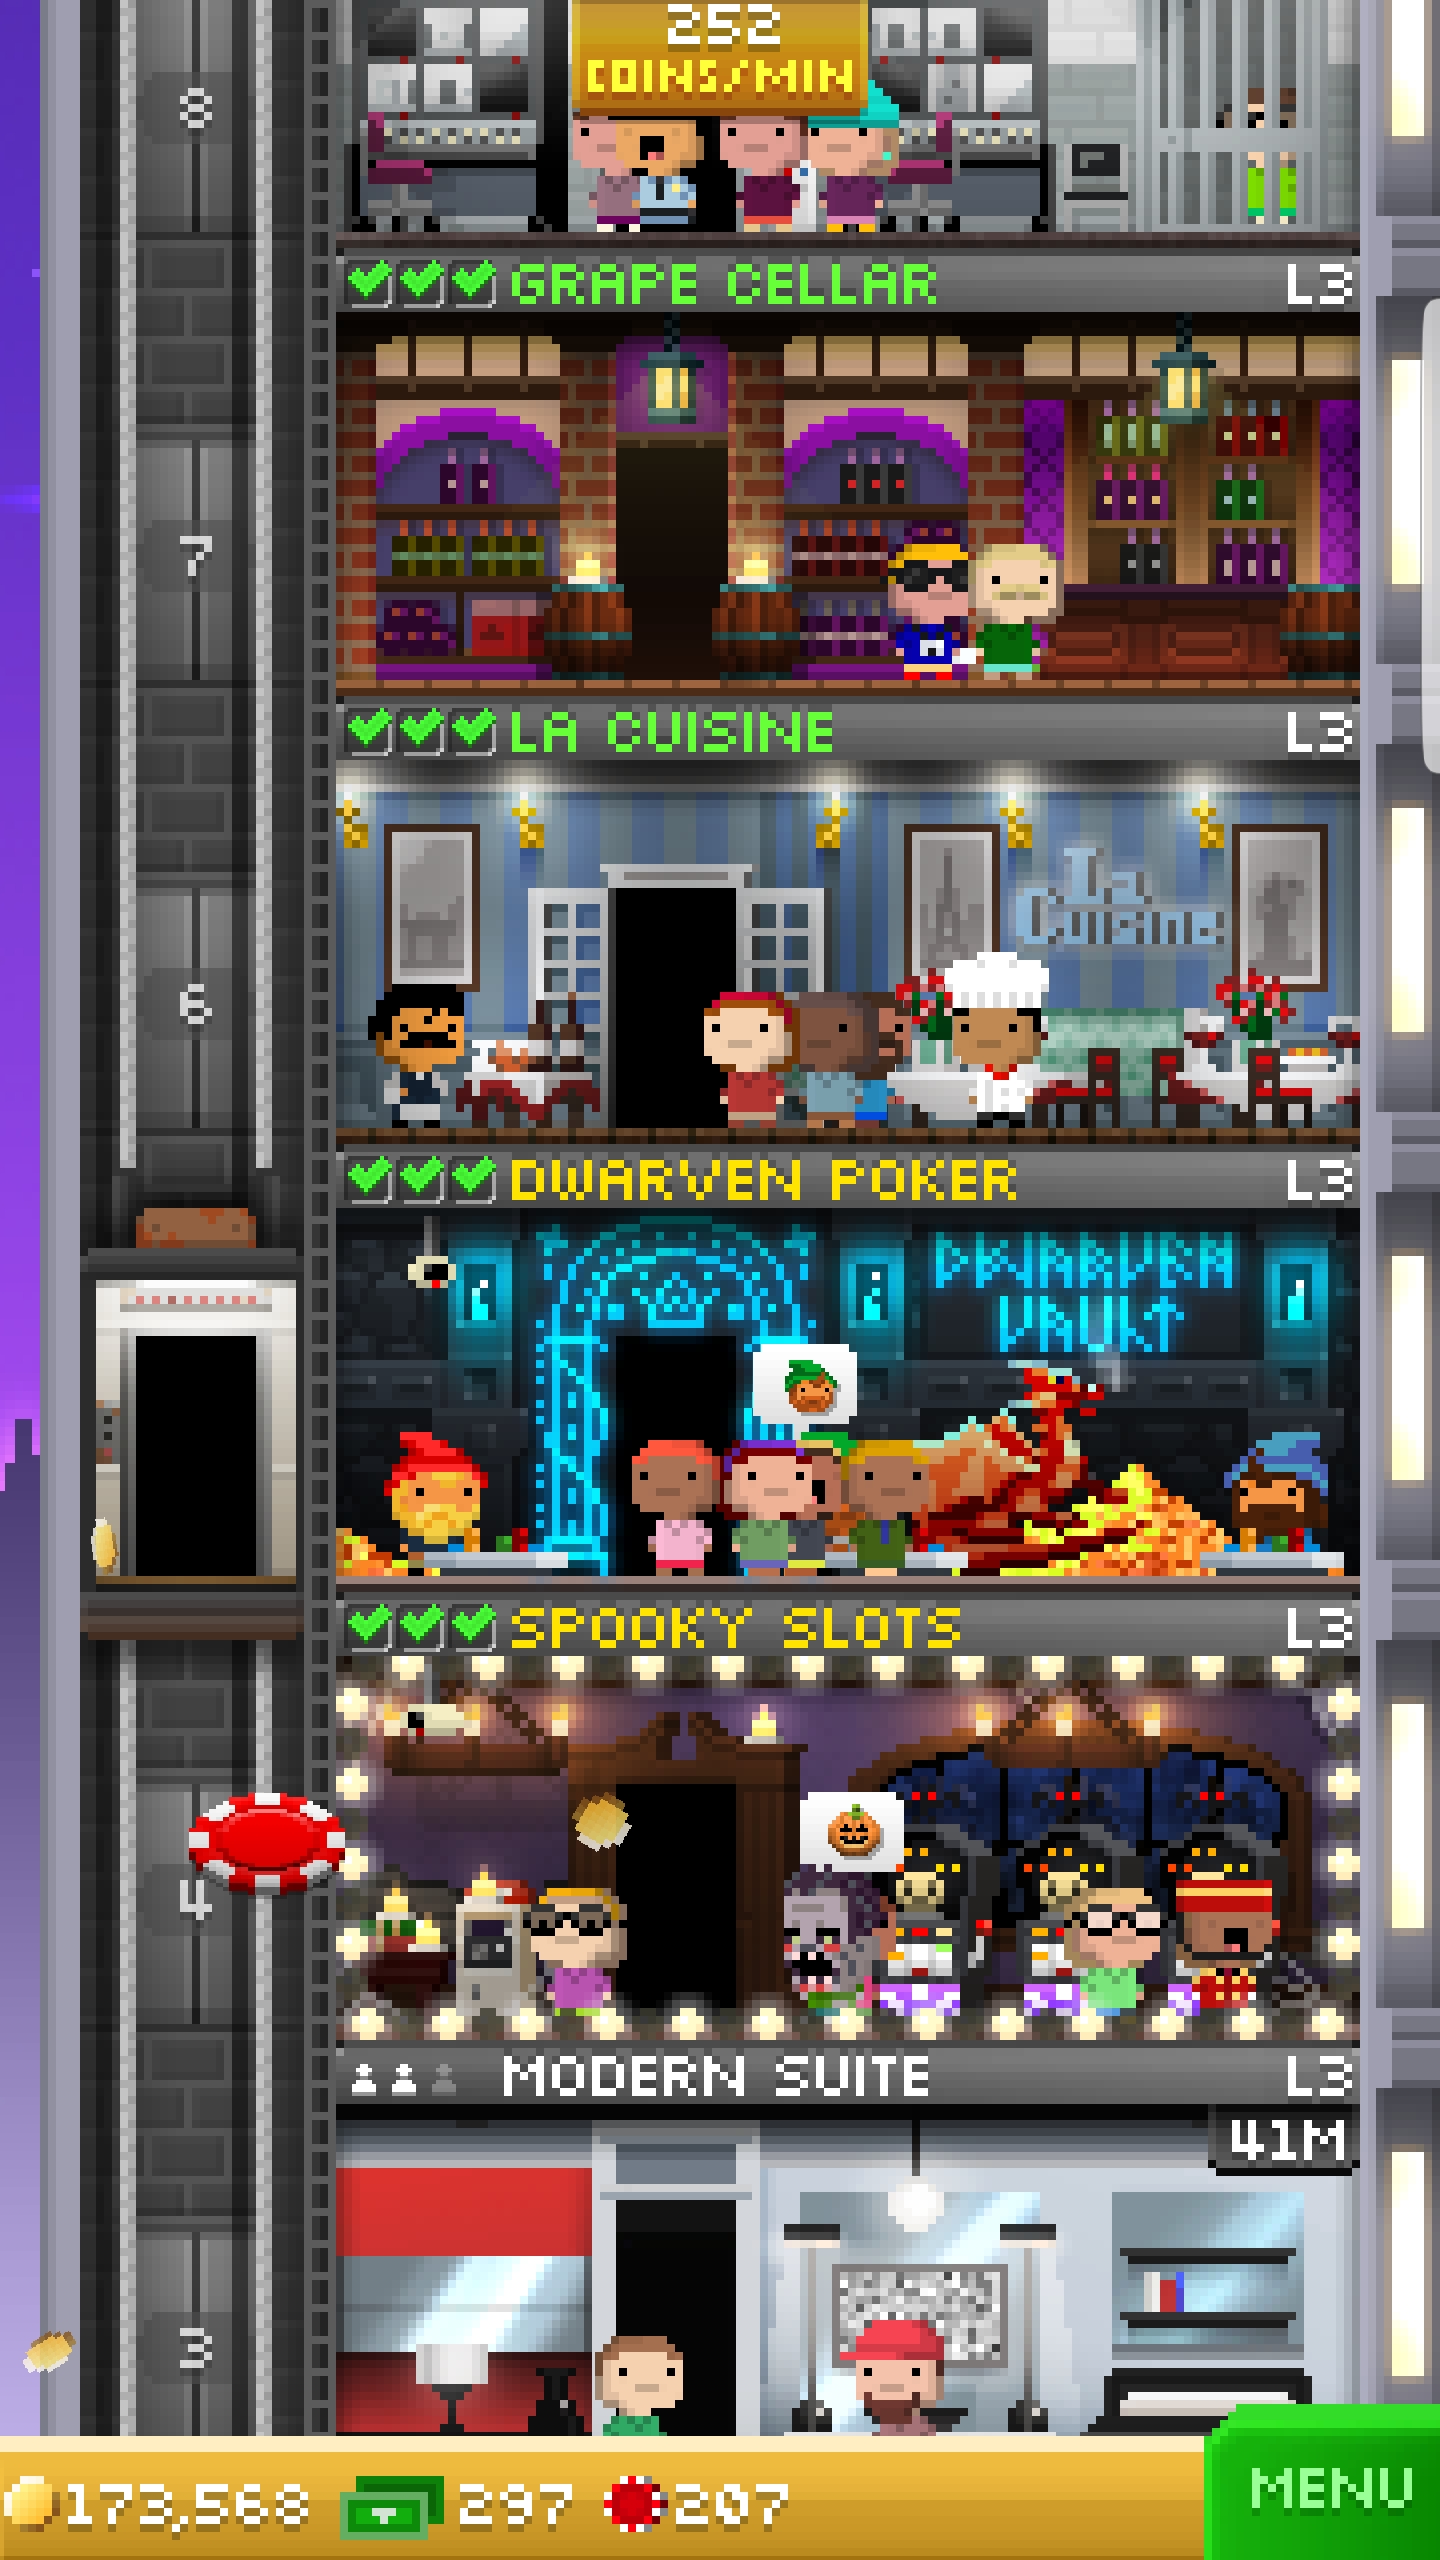 252
COINS/MIN
8
GRAPE CELLAR L3
7
LA CUISINE L3
La
Cuisine
6
DWARVEN POKER L3
DWARVEN
VAULT
SPOOKY SLOTS L3
4
MODERN SUITE L3
41M
3
173,568 297 207
MENU